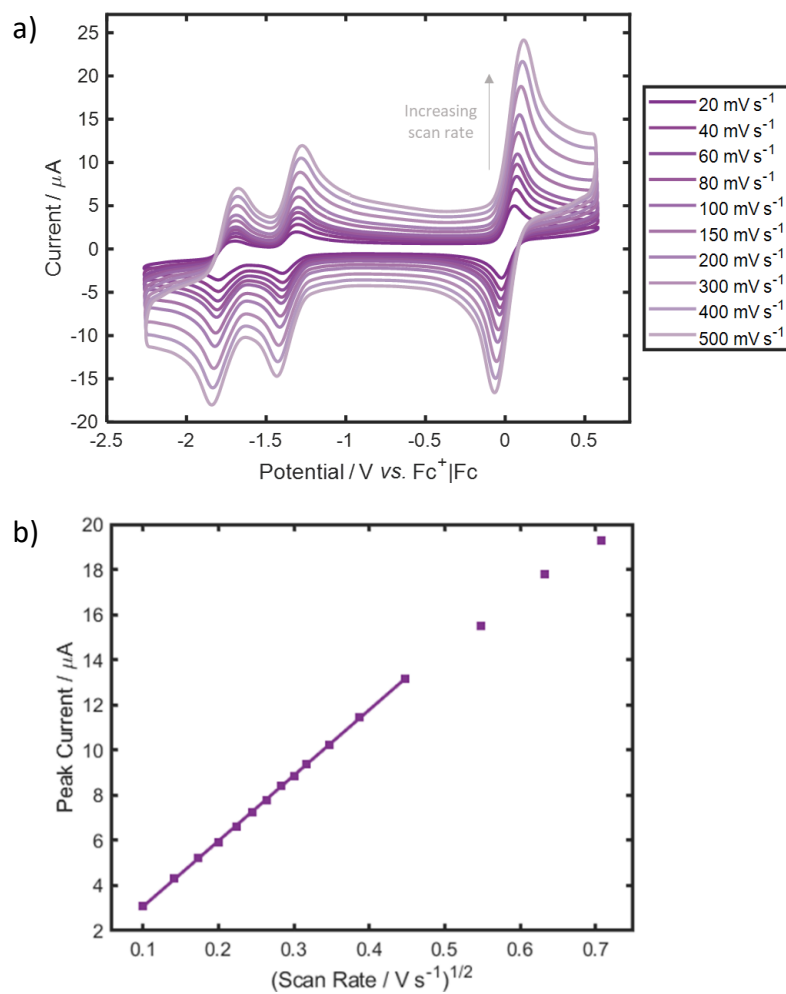 a)
25
20
15
10
5
0
-5
-10
-15
-20
Current / μA
Increasing
scan rate
-2.5
-2
-1.5
-1
-0.5
0
0.5
Potential / V vs. Fc⁺|Fc
20 mV s⁻¹
40 mV s⁻¹
60 mV s⁻¹
80 mV s⁻¹
100 mV s⁻¹
150 mV s⁻¹
200 mV s⁻¹
300 mV s⁻¹
400 mV s⁻¹
500 mV s⁻¹
b)
20
18
16
14
12
10
8
6
4
2
Peak Current / μA
0.1
0.2
0.3
0.4
0.5
0.6
0.7
(Scan Rate / V s⁻¹)¹/²